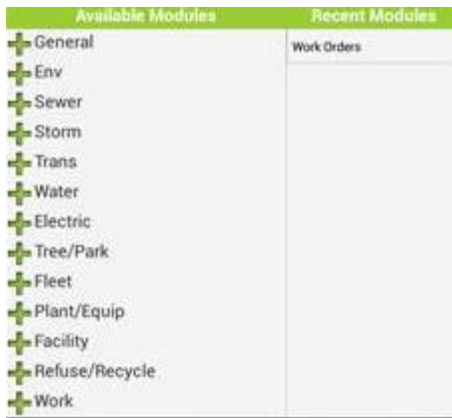 Available Modules
Recent Modules
General
Work Orders
Env
Sewer
Storm
Trans
Water
Electric
Tree/Park
Fleet
Plant/Equip
Facility
Refuse/Recycle
Work